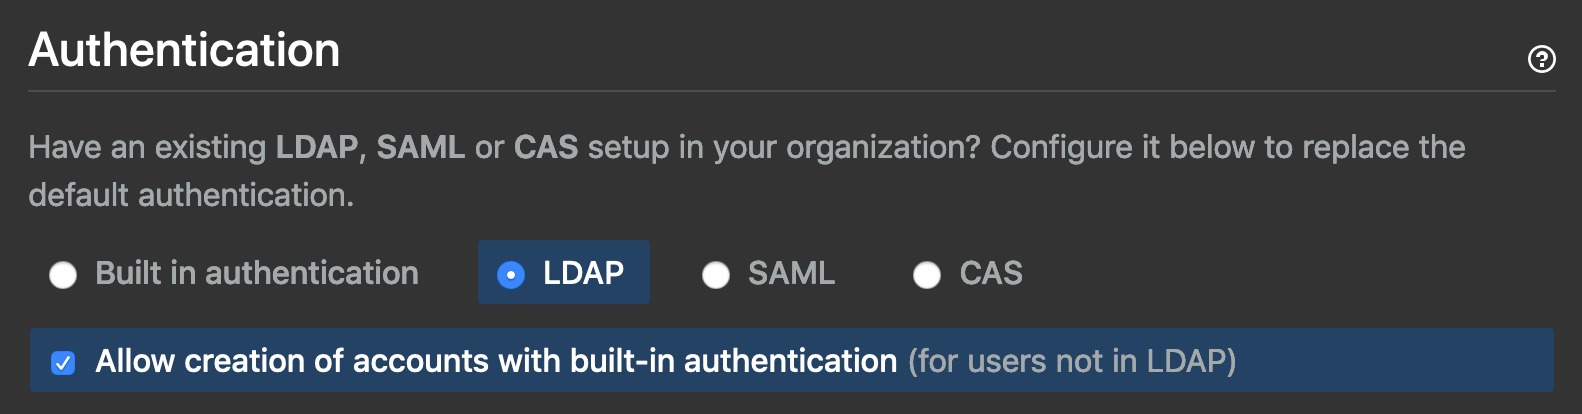 Authentication
Have an existing LDAP, SAML or CAS setup in your organization? Configure it below to replace the
default authentication.
Built in authentication LDAP SAML CAS
Allow creation of accounts with built-in authentication (for users not in LDAP)